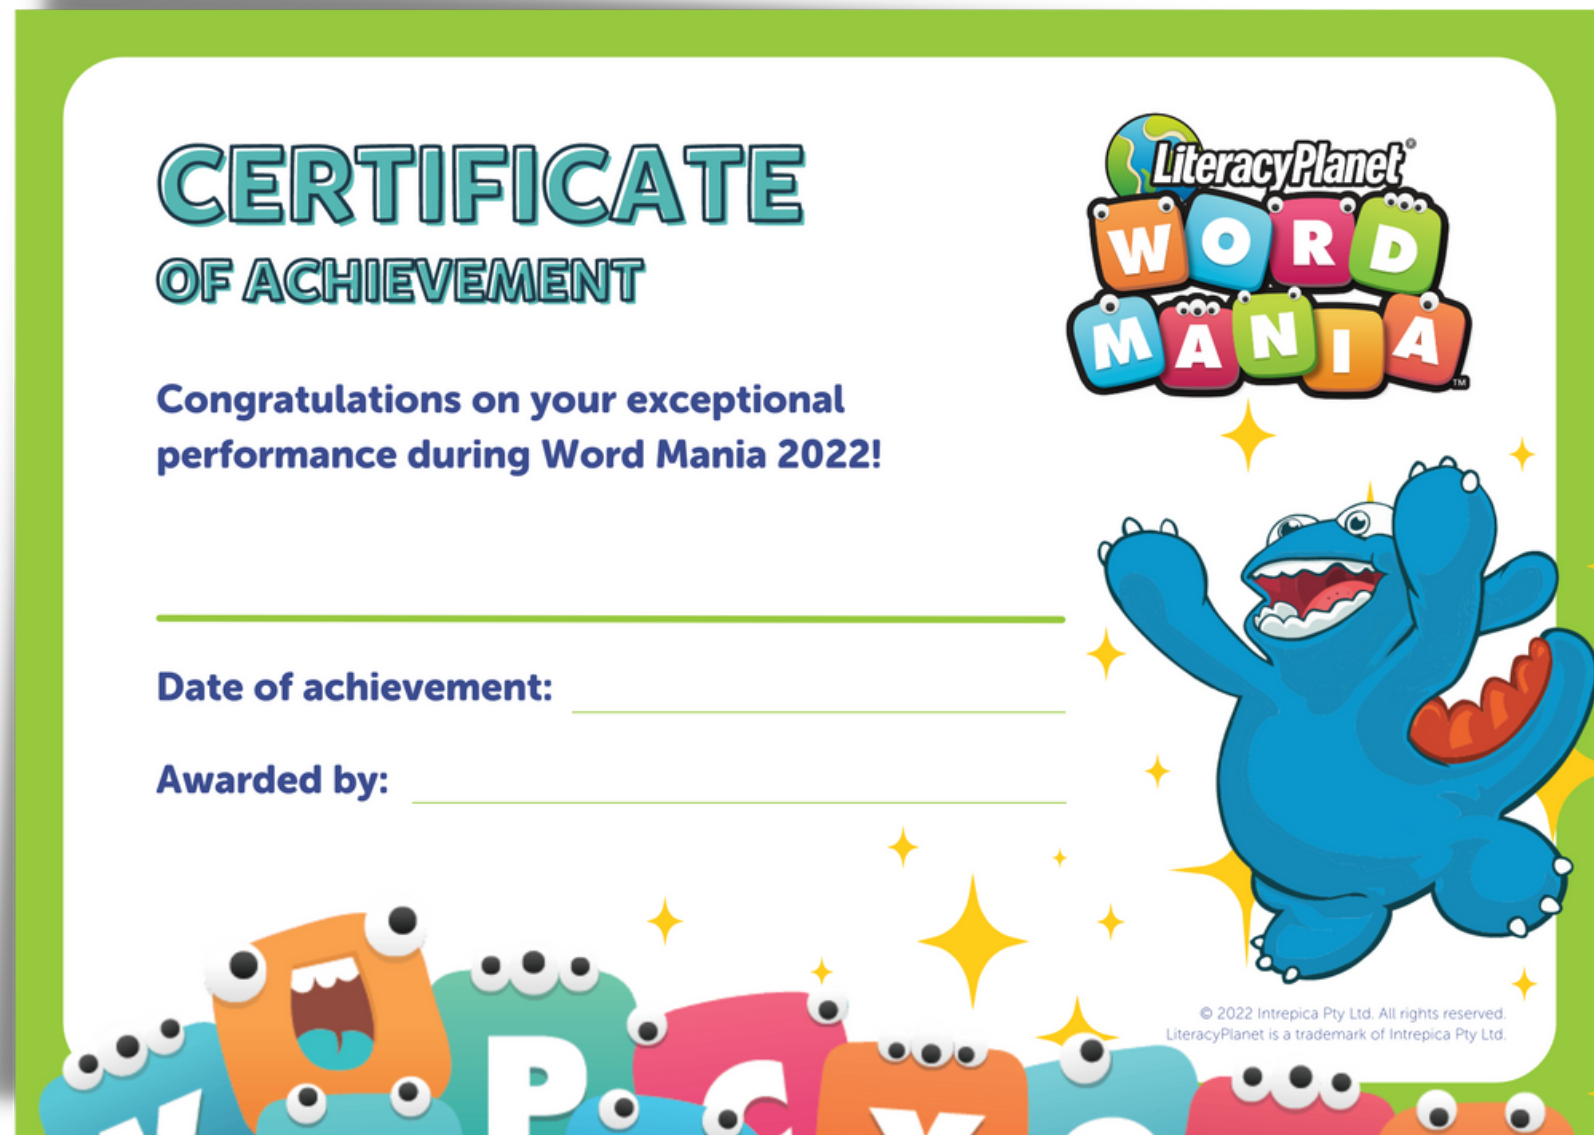 CERTIFICATE
OF ACHIEVEMENT
LiteracyPlanet®
WORD
MANIA™
Congratulations on your exceptional
performance during Word Mania 2022!
Date of achievement:
Awarded by:
© 2022 Intrepica Pty Ltd. All rights reserved.
LiteracyPlanet is a trademark of Intrepica Pty Ltd.
P